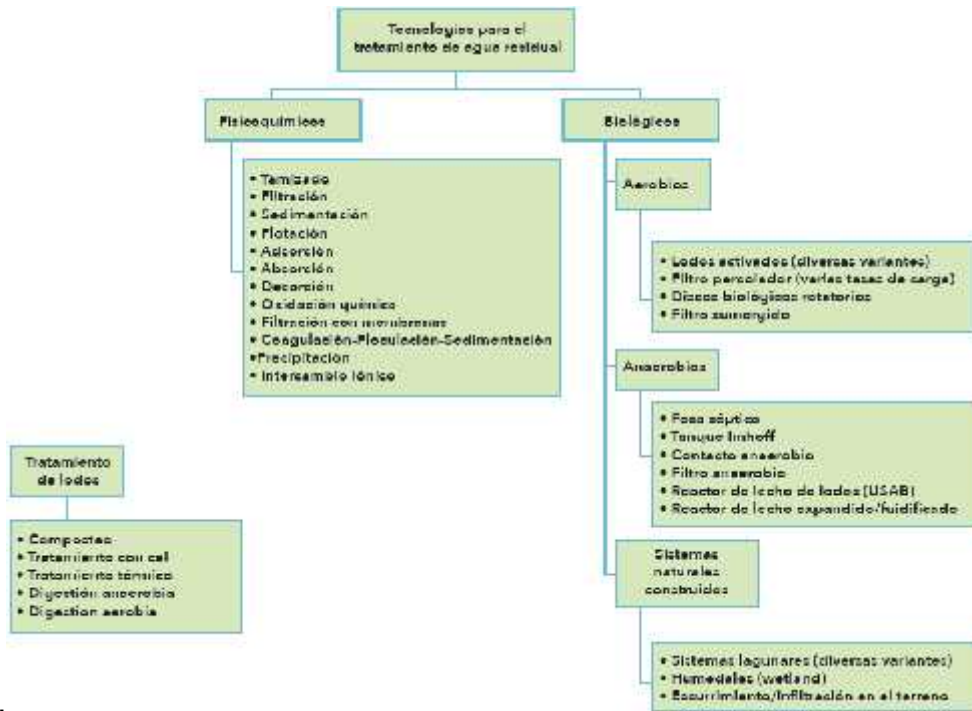 Tecnologías para el
tratamiento de agua residual
Fisicoquímicos
Biológicos
• Tamizado
• Filtración
• Sedimentación
• Flotación
• Adsorción
• Absorción
• Desorción
• Oxidación química
• Filtración con membranas
• Coagulación-Floculación-Sedimentación
•Precipitación
• Intercambio iónico
Aerobios
• Lodos activados (diversas variantes)
• Filtro percolador (varias tasas de carga)
• Discos biológicos rotatorios
• Filtro sumergido
Anaerobios
• Fosa séptica
• Tanque Imhoff
• Contacto anaerobio
• Filtro anaerobio
• Reactor de lecho de lodos (USAB)
• Reactor de lecho expandido/fuidificado
Sistemas
naturales
construidos
• Sistemas lagunares (diversas variantes)
• Humedales (wetland)
• Escurrimiento/Infiltración en el terreno
Tratamiento
de lodos
• Composteo
• Tratamiento con cal
• Tratamiento térmico
• Digestión anaerobia
• Digestion aerobia